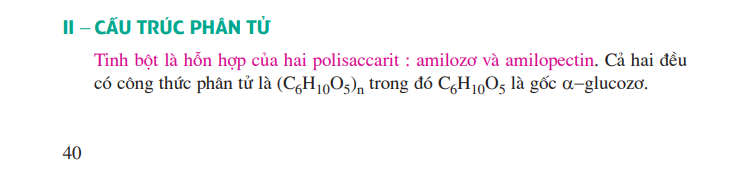 II – CẤU TRÚC PHÂN TỬ
Tinh bột là hỗn hợp của hai polisaccarit : amilozơ và amilopectin. Cả hai đều
có công thức phân tử là (C₆H₁₀O₅)ₙ trong đó C₆H₁₀O₅ là gốc α–glucozơ.
40